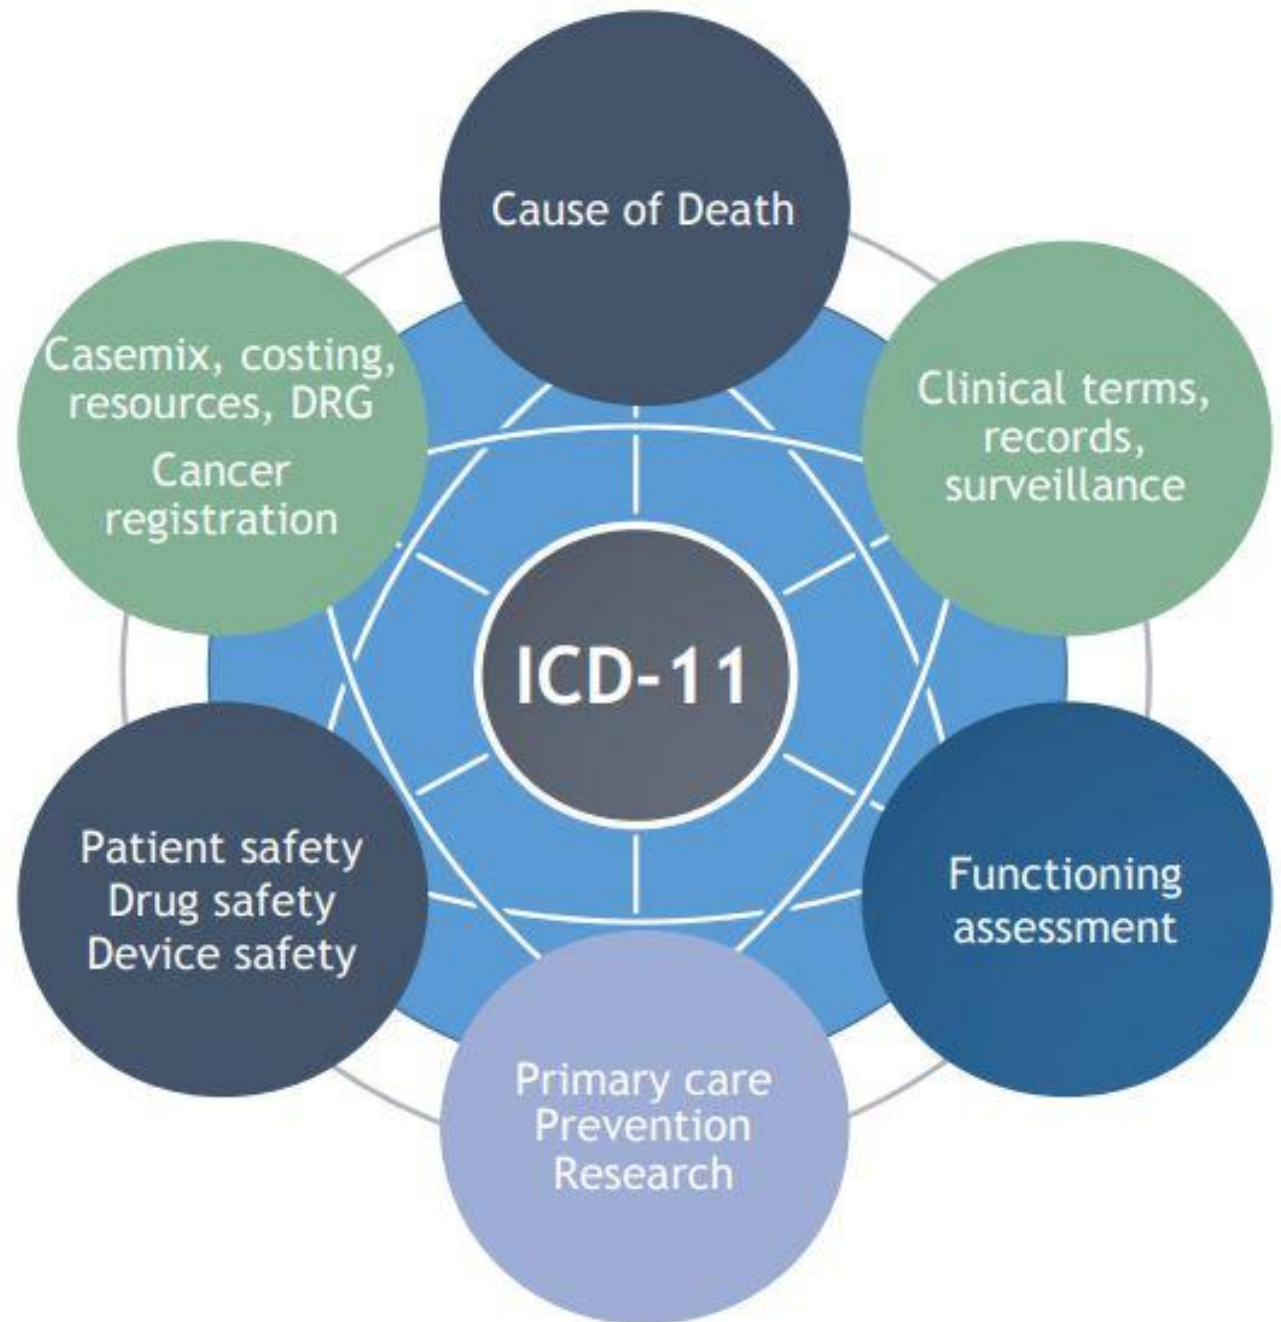 Cause of Death
Clinical terms,
records,
surveillance
Functioning
assessment
Primary care
Prevention
Research
Patient safety
Drug safety
Device safety
Casemix, costing,
resources, DRG
Cancer
registration
ICD-11